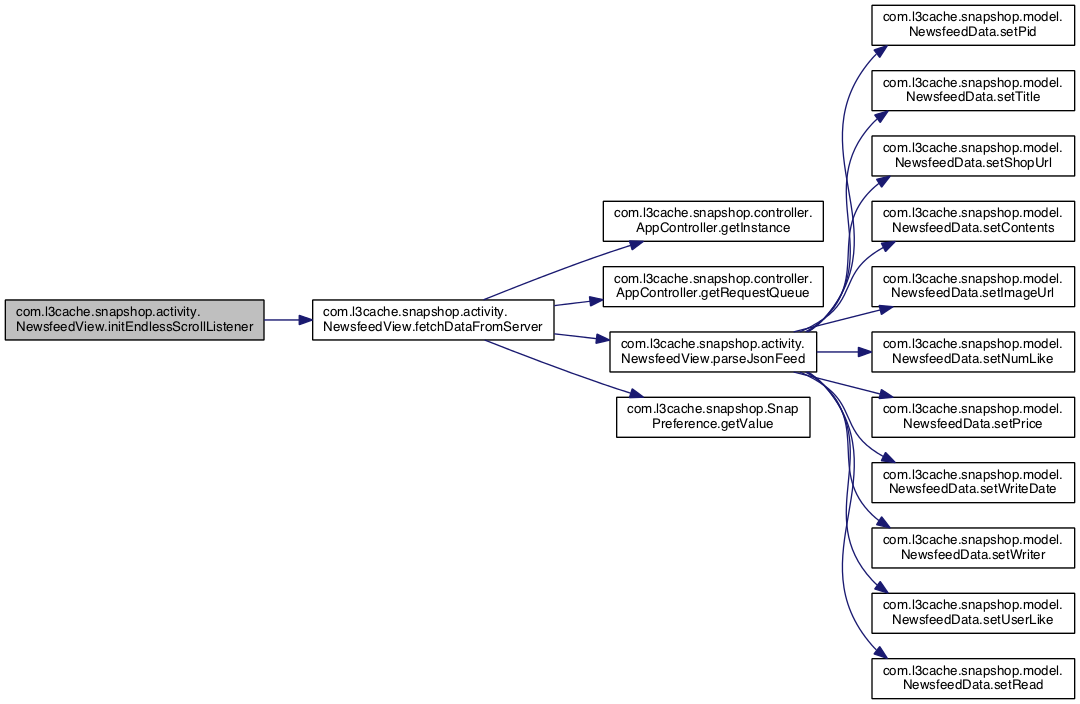 com.l3cache.snapshop.activity.
NewsfeedView.initEndlessScrollListener
com.l3cache.snapshop.activity.
NewsfeedView.fetchDataFromServer
com.l3cache.snapshop.controller.
AppController.getInstance
com.l3cache.snapshop.controller.
AppController.getRequestQueue
com.l3cache.snapshop.activity.
NewsfeedView.parseJsonFeed
com.l3cache.snapshop.Snap
Preference.getValue
com.l3cache.snapshop.model.
NewsfeedData.setPid
com.l3cache.snapshop.model.
NewsfeedData.setTitle
com.l3cache.snapshop.model.
NewsfeedData.setShopUrl
com.l3cache.snapshop.model.
NewsfeedData.setContents
com.l3cache.snapshop.model.
NewsfeedData.setImageUrl
com.l3cache.snapshop.model.
NewsfeedData.setNumLike
com.l3cache.snapshop.model.
NewsfeedData.setPrice
com.l3cache.snapshop.model.
NewsfeedData.setWriteDate
com.l3cache.snapshop.model.
NewsfeedData.setWriter
com.l3cache.snapshop.model.
NewsfeedData.setUserLike
com.l3cache.snapshop.model.
NewsfeedData.setRead